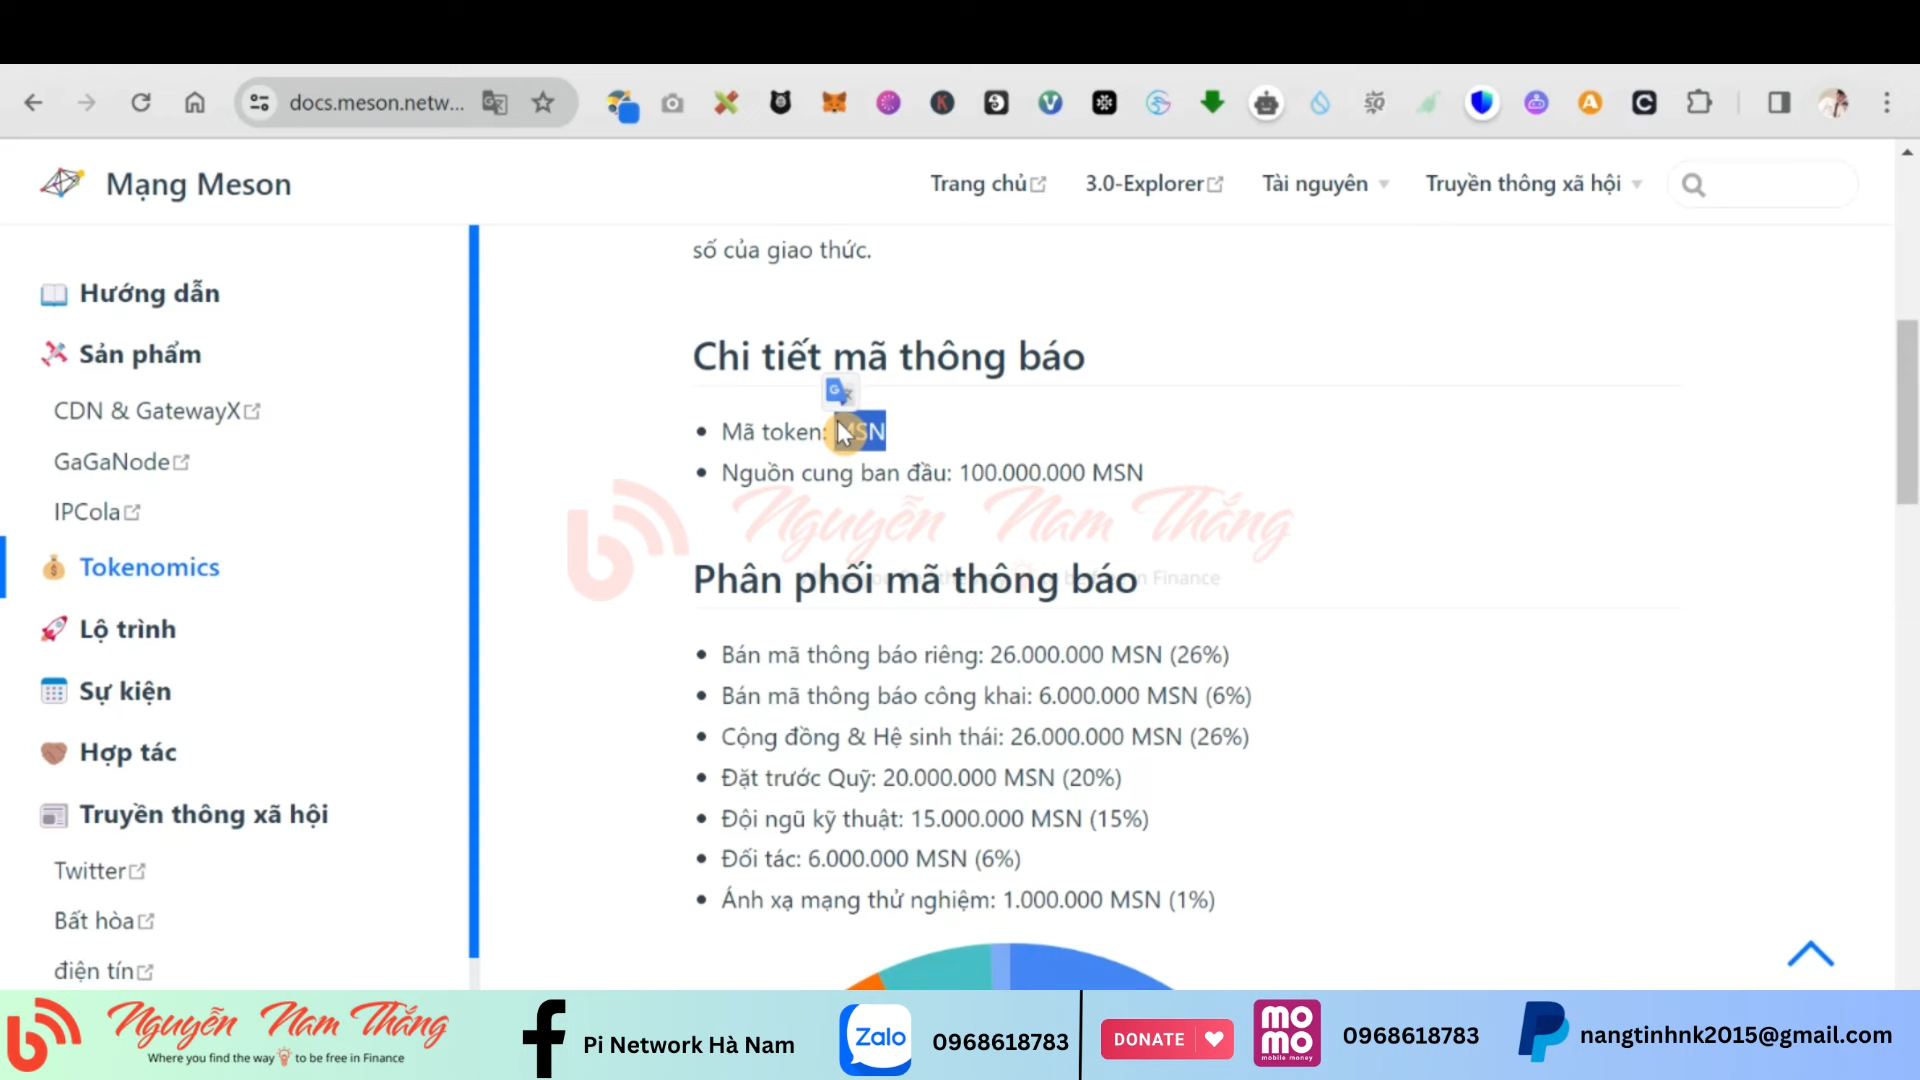 docs.meson.netw...
Mạng Meson
Trang chủ
3.0-Explorer
Tài nguyên
Truyền thông xã hội
số của giao thức.
Hướng dẫn
Sản phẩm
CDN & GatewayX
GaGaNode
IPCola
Tokenomics
Lộ trình
Sự kiện
Hợp tác
Truyền thông xã hội
Twitter
Bất hòa
điện tín
Chi tiết mã thông báo
Mã token: MSN
Nguồn cung ban đầu: 100.000.000 MSN
Nguyễn Nam Thắng
Phân phối mã thông báo
Bán mã thông báo riêng: 26.000.000 MSN (26%)
Bán mã thông báo công khai: 6.000.000 MSN (6%)
Cộng đồng & Hệ sinh thái: 26.000.000 MSN (26%)
Đặt trước Quỹ: 20.000.000 MSN (20%)
Đội ngũ kỹ thuật: 15.000.000 MSN (15%)
Đối tác: 6.000.000 MSN (6%)
Ánh xạ mạng thử nghiệm: 1.000.000 MSN (1%)
Nguyễn Nam Thắng
Where you find the way to be free in Finance
Pi Network Hà Nam
Zalo
0968618783
DONATE
mo
mo
mobile money
0968618783
nangtinhnk2015@gmail.com